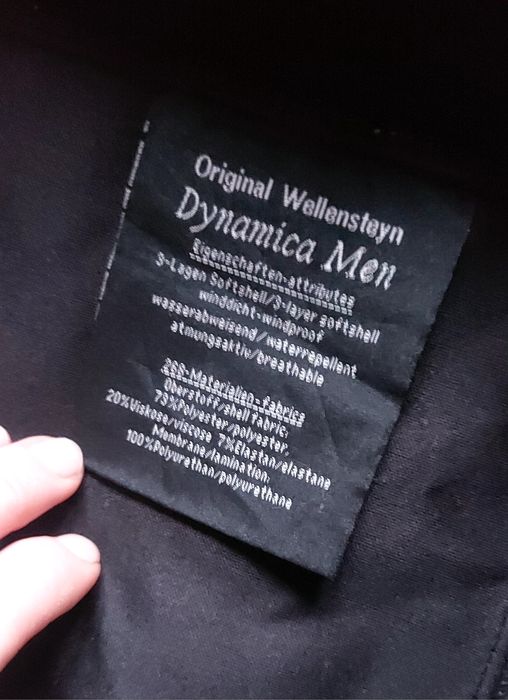 Original Wellensteyn
Dynamica Men
Eigenschaften-attributes
3-Lagen Softshell/3-layer softshell
winddicht-windproof
wasserabweisend/waterrepellent
atmungsaktiv/breathable
Materialien-fabrics
Oberstoff/shell fabric:
73%Polyester/polyester,
20%Viskose/viscose 7%Elastan/elastane
Membrane/lamination,
100%Polyurethan/polyurethane